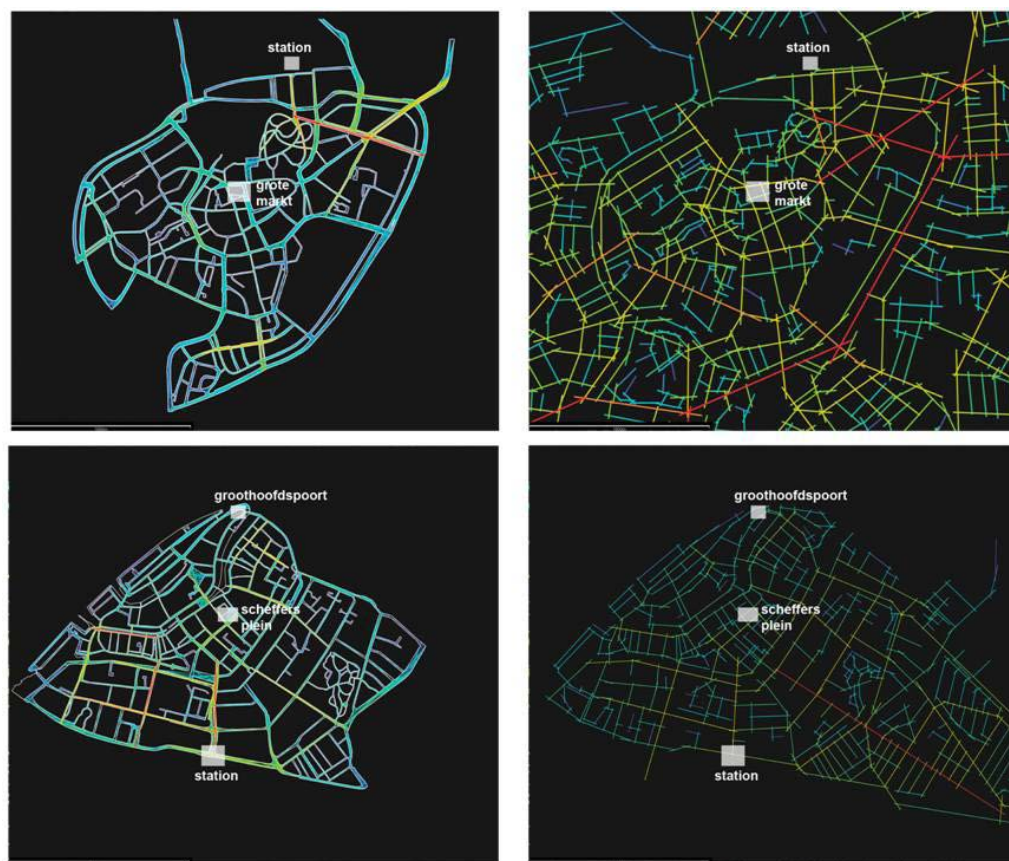 station
grote
markt
station
grote
markt
groothoofdspoort
scheffers
plein
station
groothoofdspoort
scheffers
plein
station